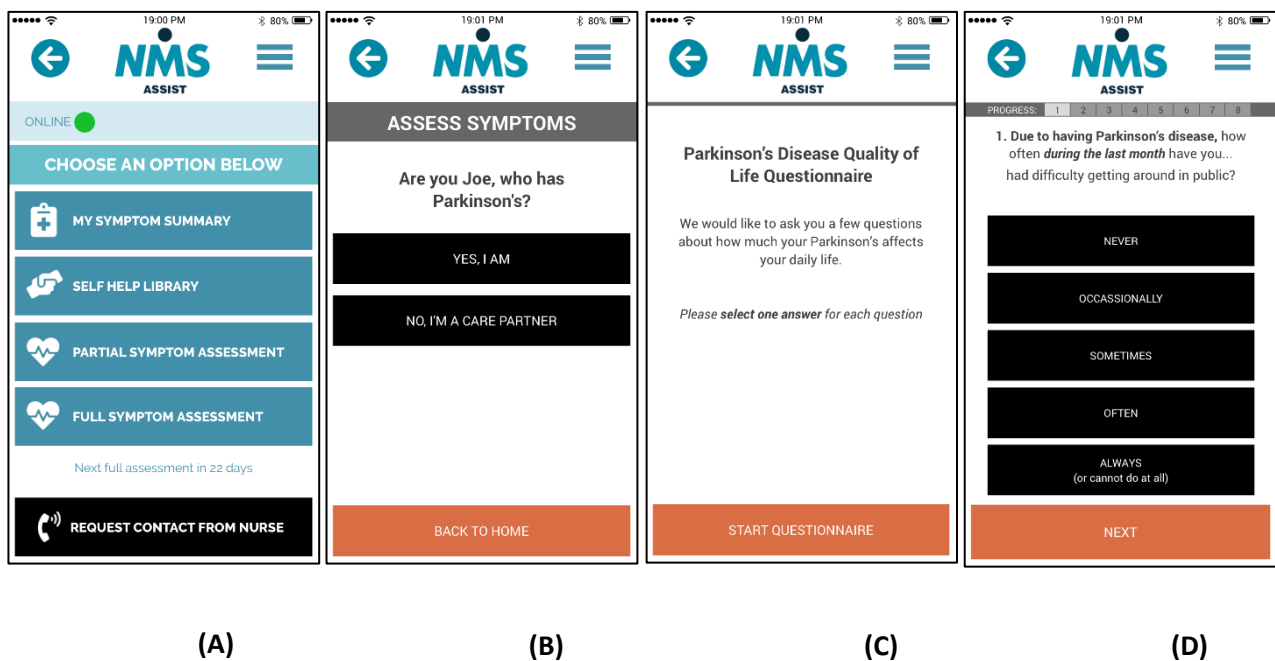 19:00 PM
80%
NMS
ASSIST
ONLINE
CHOOSE AN OPTION BELOW
MY SYMPTOM SUMMARY
SELF HELP LIBRARY
PARTIAL SYMPTOM ASSESSMENT
FULL SYMPTOM ASSESSMENT
Next full assessment in 22 days
REQUEST CONTACT FROM NURSE
(A)
19:01 PM
80%
NMS
ASSIST
ASSESS SYMPTOMS
Are you Joe, who has
Parkinson's?
YES, I AM
NO, I'M A CARE PARTNER
BACK TO HOME
(B)
19:01 PM
80%
NMS
ASSIST
Parkinson's Disease Quality of
Life Questionnaire
We would like to ask you a few questions
about how much your Parkinson's affects
your daily life.
Please select one answer for each question
START QUESTIONNAIRE
(C)
19:01 PM
80%
NMS
ASSIST
PROGRESS: 1 2 3 4 5 6 7 8
1. Due to having Parkinson's disease, how
often during the last month have you...
had difficulty getting around in public?
NEVER
OCCASSIONALLY
SOMETIMES
OFTEN
ALWAYS
(or cannot do at all)
NEXT
(D)